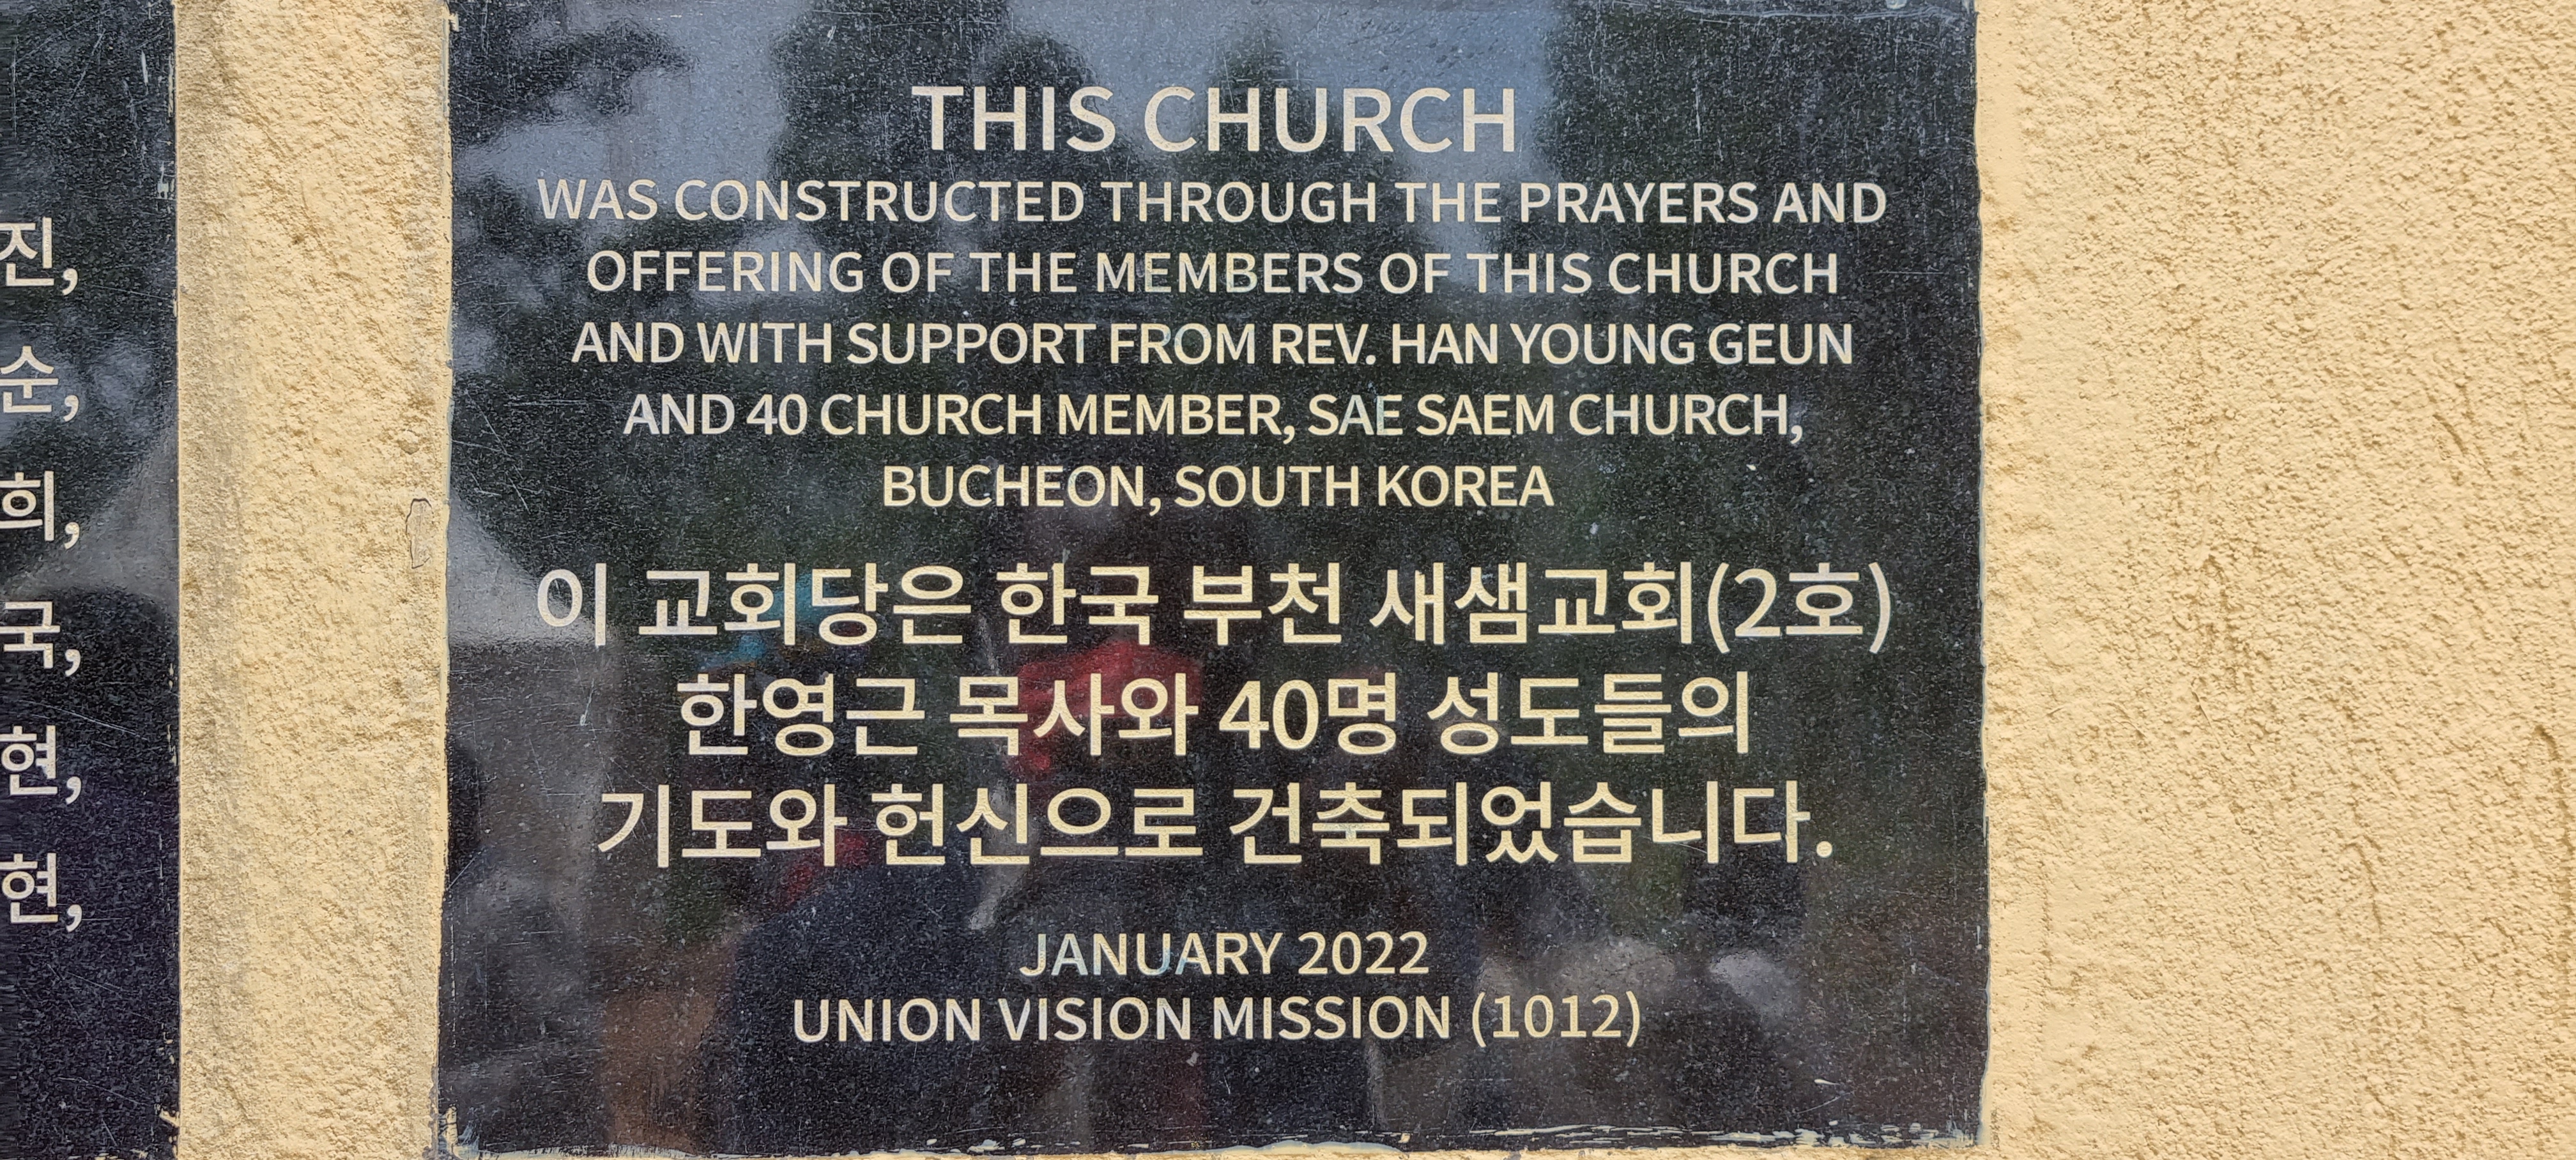 진,
순,
희,
국,
현,
현,
THIS CHURCH
WAS CONSTRUCTED THROUGH THE PRAYERS AND
OFFERING OF THE MEMBERS OF THIS CHURCH
AND WITH SUPPORT FROM REV. HAN YOUNG GEUN
AND 40 CHURCH MEMBER, SAE SAEM CHURCH,
BUCHEON, SOUTH KOREA
이 교회당은 한국 부천 새샘교회(2호)
한영근 목사와 40명 성도들의
기도와 헌신으로 건축되었습니다.
JANUARY 2022
UNION VISION MISSION (1012)